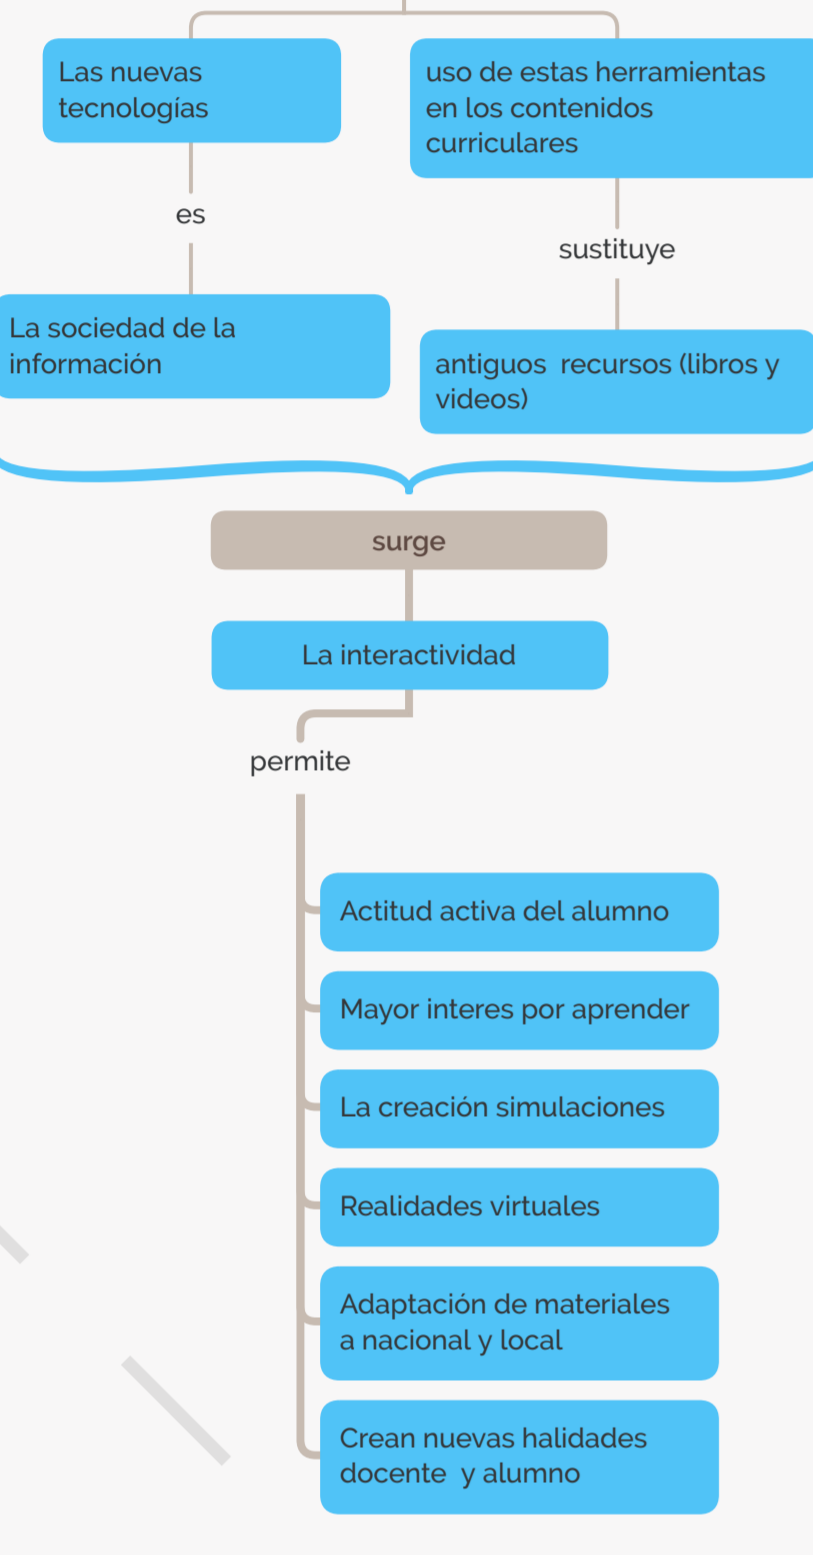 Las nuevas
tecnologías
es
La sociedad de la
información
uso de estas herramientas
en los contenidos
curriculares
sustituye
antiguos  recursos (libros y
videos)
surge
La interactividad
permite
Actitud activa del alumno
Mayor interes por aprender
La creación simulaciones
Realidades virtuales
Adaptación de materiales
a nacional y local
Crean nuevas halidades
docente  y alumno